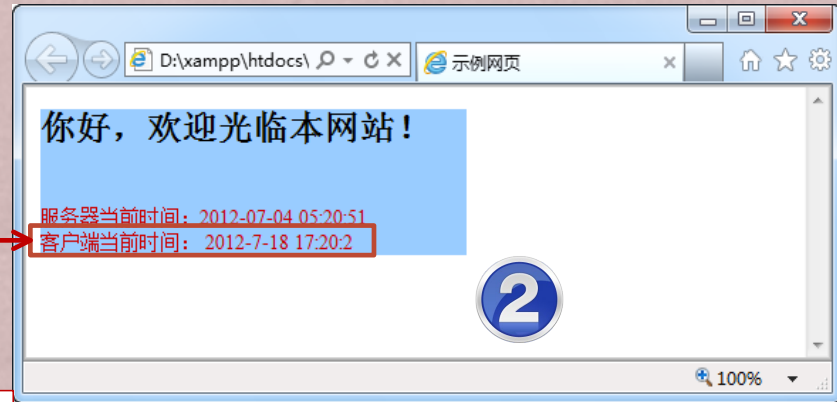 D:\xampp\htdocs\
示例网页
你好，欢迎光临本网站！
服务器当前时间：2012-07-04 05:20:51
客户端当前时间： 2012-7-18 17:20:2
2
100%